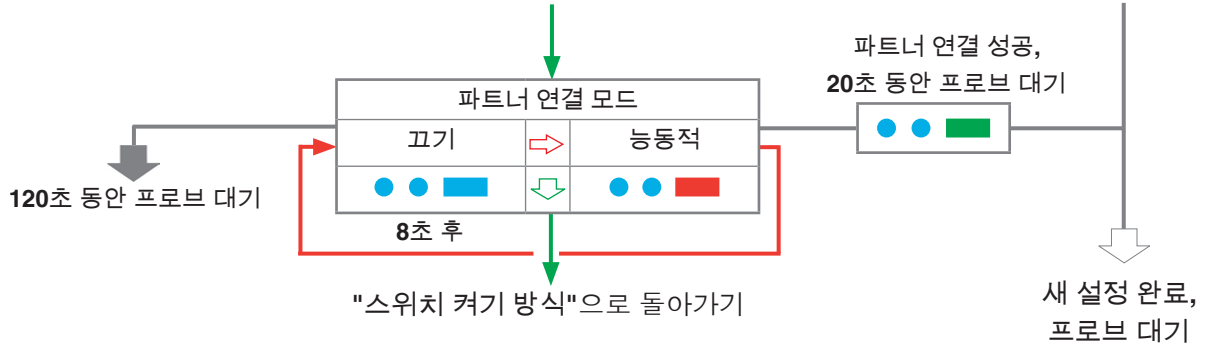 파트너 연결 성공,
20초 동안 프로브 대기
파트너 연결 모드
끄기
능동적
120초 동안 프로브 대기
8초 후
"스위치 켜기 방식"으로 돌아가기
새 설정 완료,
프로브 대기